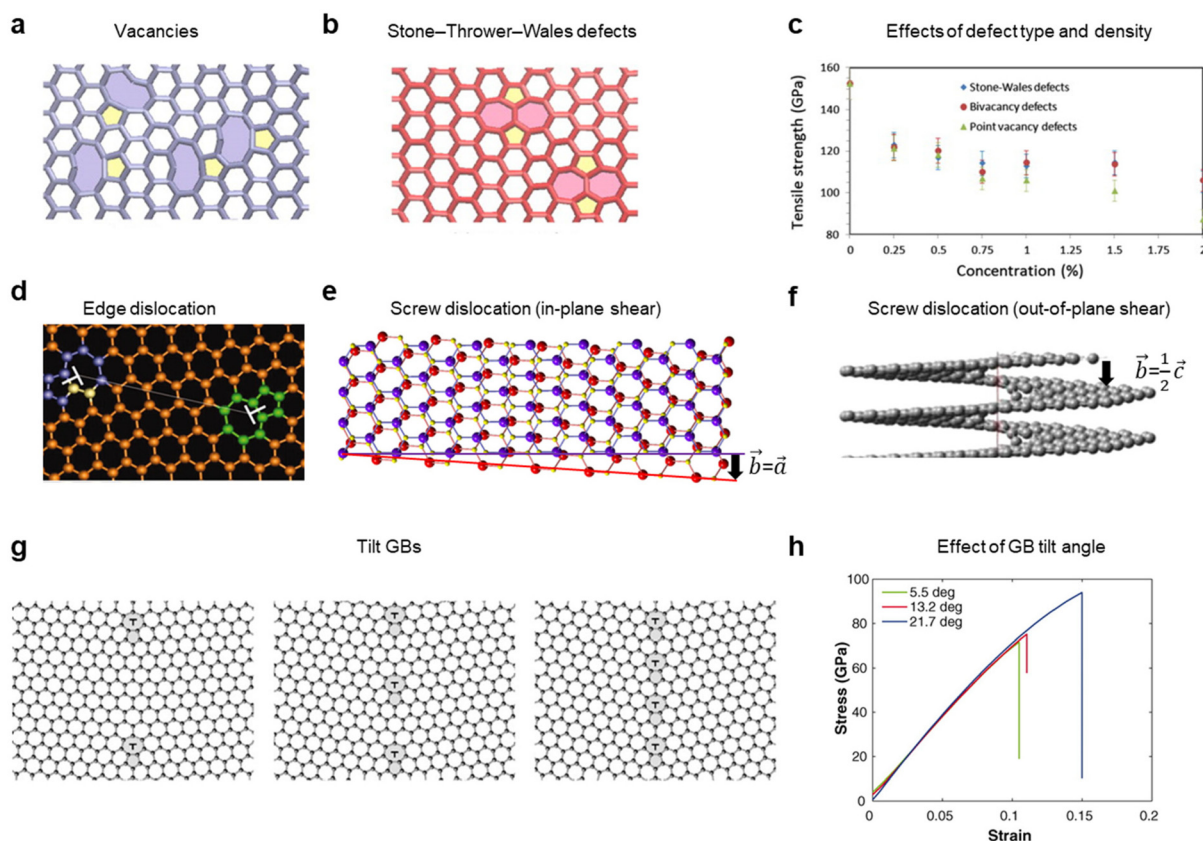 a
Vacancies
b
Stone–Thrower–Wales defects
c
Effects of defect type and density
160
140
120
100
80
Tensile strength (GPa)
Stone-Wales defects
Bivacancy defects
Point vacancy defects
0
0.25
0.5
0.75
1
1.25
1.5
1.75
2
Concentration (%)
d
Edge dislocation
e
Screw dislocation (in-plane shear)
b⃗=a⃗
f
Screw dislocation (out-of-plane shear)
b⃗=1/2 c⃗
g
Tilt GBs
h
Effect of GB tilt angle
100
80
60
40
20
0
Stress (GPa)
5.5 deg
13.2 deg
21.7 deg
0
0.05
0.1
0.15
0.2
Strain